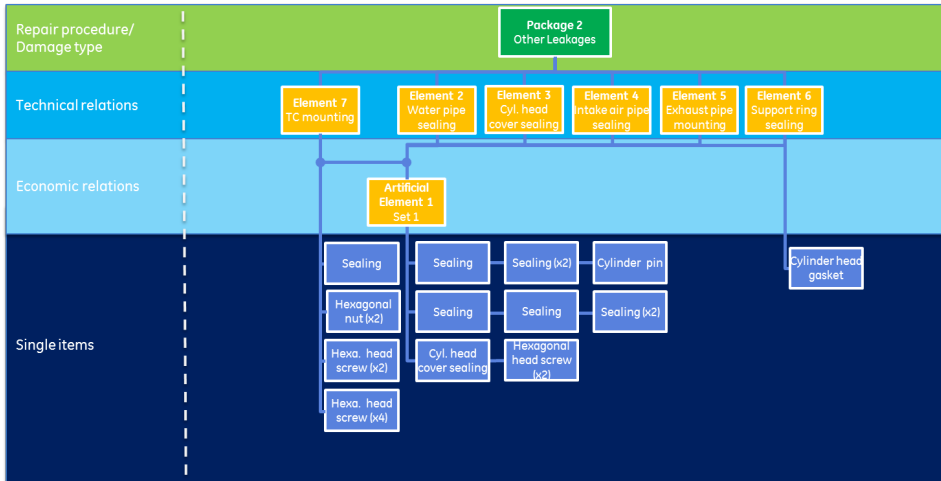 Repair procedure/
Damage type
Package 2
Other Leakages
Technical relations
Element 7
TC mounting
Element 2
Water pipe
sealing
Element 3
Cyl. head
cover sealing
Element 4
Intake air pipe
sealing
Element 5
Exhaust pipe
mounting
Element 6
Support ring
sealing
Economic relations
Artificial
Element 1
Set 1
Single items
Sealing
Sealing
Sealing (x2)
Cylinder pin
Cylinder head
gasket
Hexagonal
nut (x2)
Sealing
Sealing
Sealing (x2)
Hexa. head
screw (x2)
Cyl. head
cover sealing
Hexagonal
head screw
(x2)
Hexa. head
screw (x4)